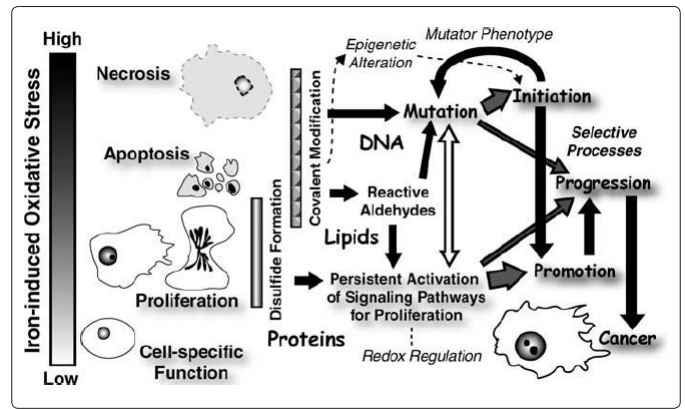 High
Iron-induced Oxidative Stress
Low
Necrosis
Apoptosis
Proliferation
Cell-specific
Function
Covalent Modification
Disulfide Formation
DNA
Lipids
Proteins
Epigenetic
Alteration
Mutator Phenotype
Mutation
Initiation
Reactive
Aldehydes
Selective
Processes
Progression
Persistent Activation
of Signaling Pathways
for Proliferation
Promotion
Redox Regulation
Cancer